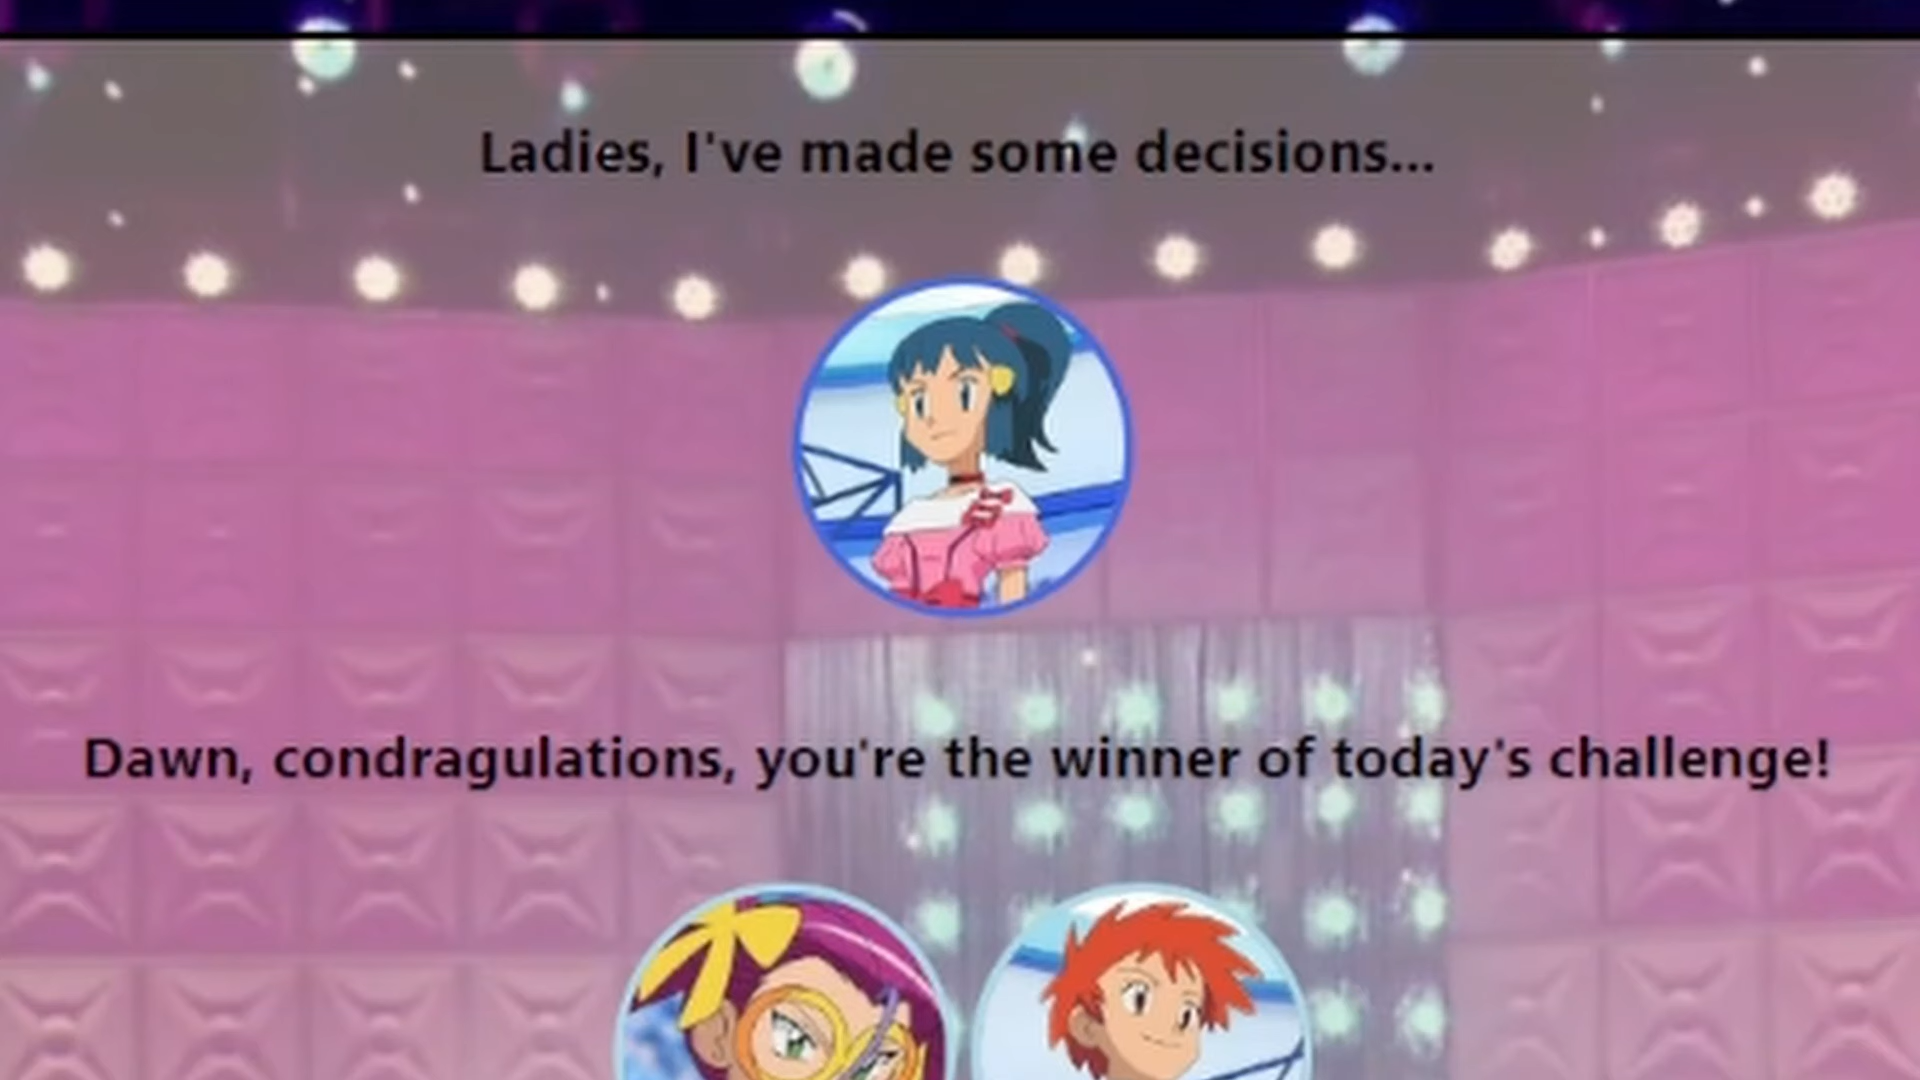 Ladies, I've made some decisions...
Dawn, condragulations, you're the winner of today's challenge!